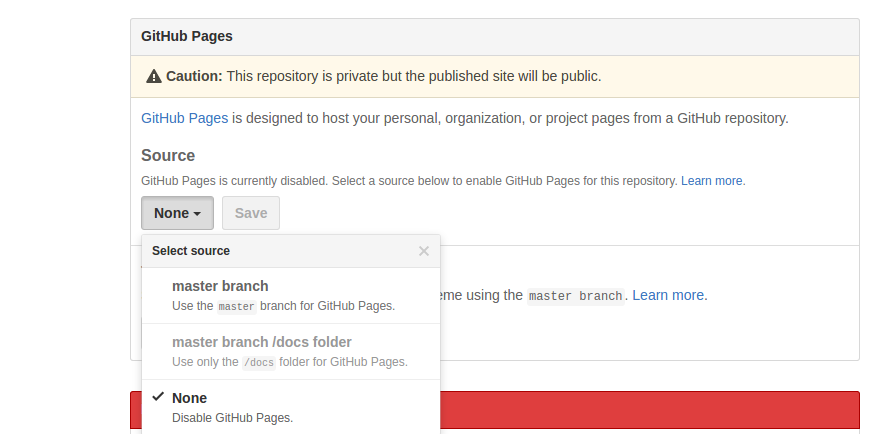 GitHub Pages
Caution: This repository is private but the published site will be public.
GitHub Pages is designed to host your personal, organization, or project pages from a GitHub repository.
Source
GitHub Pages is currently disabled. Select a source below to enable GitHub Pages for this repository. Learn more.
None
Save
Select source
master branch
Use the master branch for GitHub Pages.
eme using the master branch. Learn more.
master branch /docs folder
Use only the /docs folder for GitHub Pages.
None
Disable GitHub Pages.